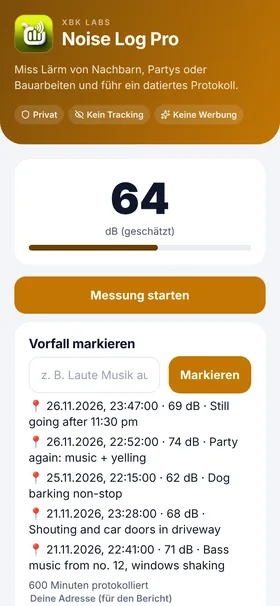 XBK LABS
Noise Log Pro
Miss Lärm von Nachbarn, Partys oder
Bauarbeiten und führ ein datiertes Protokoll.
Privat
Kein Tracking
Keine Werbung
64
dB (geschätzt)
Messung starten
Vorfall markieren
z. B. Laute Musik au
Markieren
📍 26.11.2026, 23:47:00 · 69 dB · Still
going after 11:30 pm
📍 26.11.2026, 22:52:00 · 74 dB · Party
again: music + yelling
📍 25.11.2026, 22:15:00 · 62 dB · Dog
barking non-stop
📍 21.11.2026, 23:28:00 · 68 dB ·
Shouting and car doors in driveway
📍 21.11.2026, 22:41:00 · 71 dB · Bass
music from no. 12, windows shaking
600 Minuten protokolliert
Deine Adresse (für den Bericht)